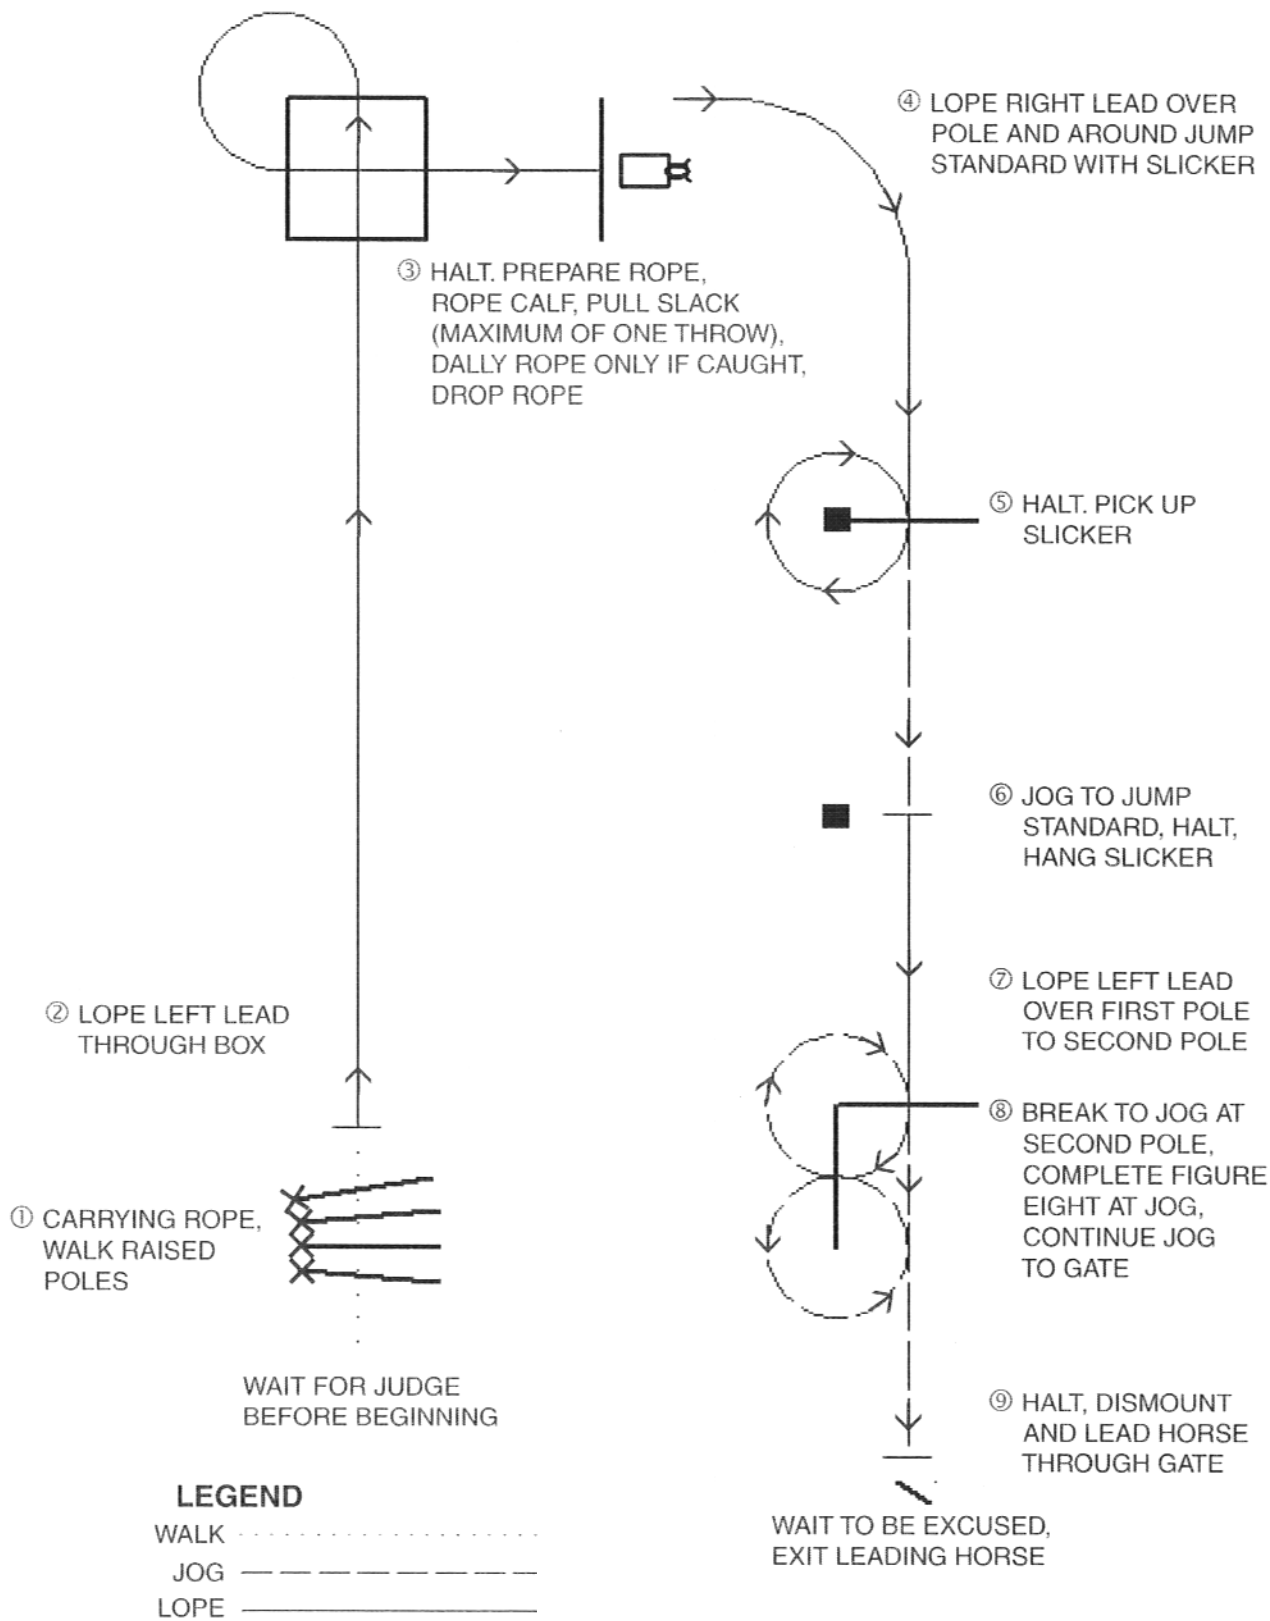 ④ LOPE RIGHT LEAD OVER
POLE AND AROUND JUMP
STANDARD WITH SLICKER
③ HALT. PREPARE ROPE,
ROPE CALF, PULL SLACK
(MAXIMUM OF ONE THROW),
DALLY ROPE ONLY IF CAUGHT,
DROP ROPE
⑤ HALT. PICK UP
SLICKER
⑥ JOG TO JUMP
STANDARD, HALT,
HANG SLICKER
② LOPE LEFT LEAD
THROUGH BOX
⑦ LOPE LEFT LEAD
OVER FIRST POLE
TO SECOND POLE
⑧ BREAK TO JOG AT
SECOND POLE,
COMPLETE FIGURE
EIGHT AT JOG,
CONTINUE JOG
TO GATE
① CARRYING ROPE,
WALK RAISED
POLES
WAIT FOR JUDGE
BEFORE BEGINNING
⑨ HALT, DISMOUNT
AND LEAD HORSE
THROUGH GATE
WAIT TO BE EXCUSED,
EXIT LEADING HORSE
LEGEND
WALK
JOG
LOPE